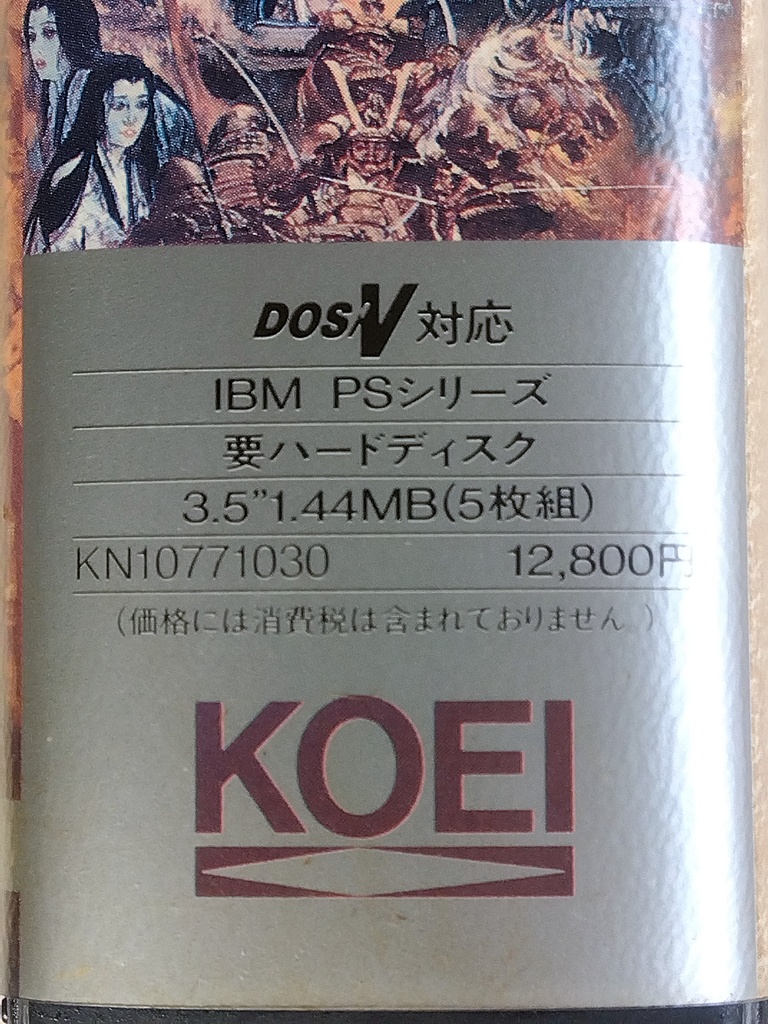 DOS/V 対応
IBM PSシリーズ
要ハードディスク
3.5”1.44MB(5枚組)
KN10771030 12,800円
(価格には消費税は含まれておりません)
KOEI